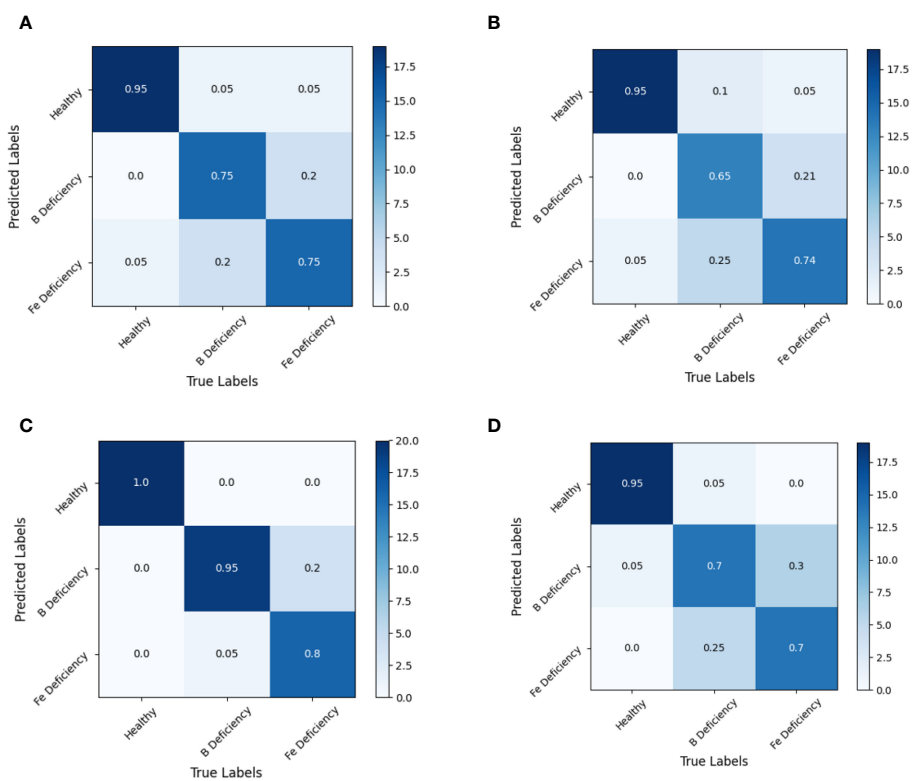 A
Predicted Labels
Healthy
B Deficiency
Fe Deficiency
0.95 0.05 0.05
0.0 0.75 0.2
0.05 0.2 0.75
Healthy
B Deficiency
Fe Deficiency
True Labels
17.5
15.0
12.5
10.0
7.5
5.0
2.5
0.0
B
Predicted Labels
Healthy
B Deficiency
Fe Deficiency
0.95 0.1 0.05
0.0 0.65 0.21
0.05 0.25 0.74
Healthy
B Deficiency
Fe Deficiency
True Labels
17.5
15.0
12.5
10.0
7.5
5.0
2.5
0.0
C
Predicted Labels
Healthy
B Deficiency
Fe Deficiency
1.0 0.0 0.0
0.0 0.95 0.2
0.0 0.05 0.8
Healthy
B Deficiency
Fe Deficiency
True Labels
20.0
17.5
15.0
12.5
10.0
7.5
5.0
2.5
0.0
D
Predicted Labels
Healthy
B Deficiency
Fe Deficiency
0.95 0.05 0.0
0.05 0.7 0.3
0.0 0.25 0.7
Healthy
B Deficiency
Fe Deficiency
True Labels
17.5
15.0
12.5
10.0
7.5
5.0
2.5
0.0